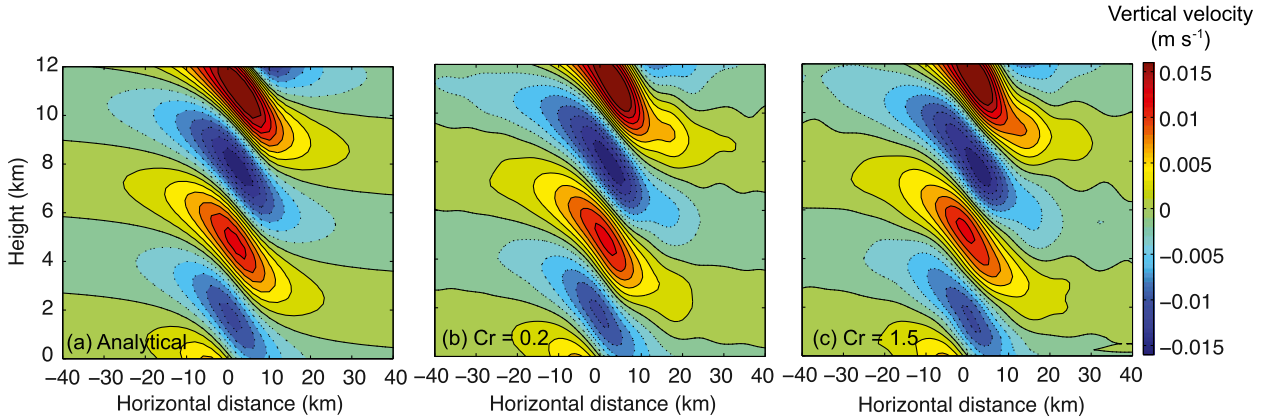 Vertical velocity
(m s-1)
12
10
8
6
4
2
0
Height (km)
(a) Analytical
(b) Cr = 0.2
(c) Cr = 1.5
0.015
0.01
0.005
0
−0.005
−0.01
−0.015
−40 −30 −20 −10 0 10 20 30 40
−40 −30 −20 −10 0 10 20 30 40
−40 −30 −20 −10 0 10 20 30 40
Horizontal distance (km)
Horizontal distance (km)
Horizontal distance (km)